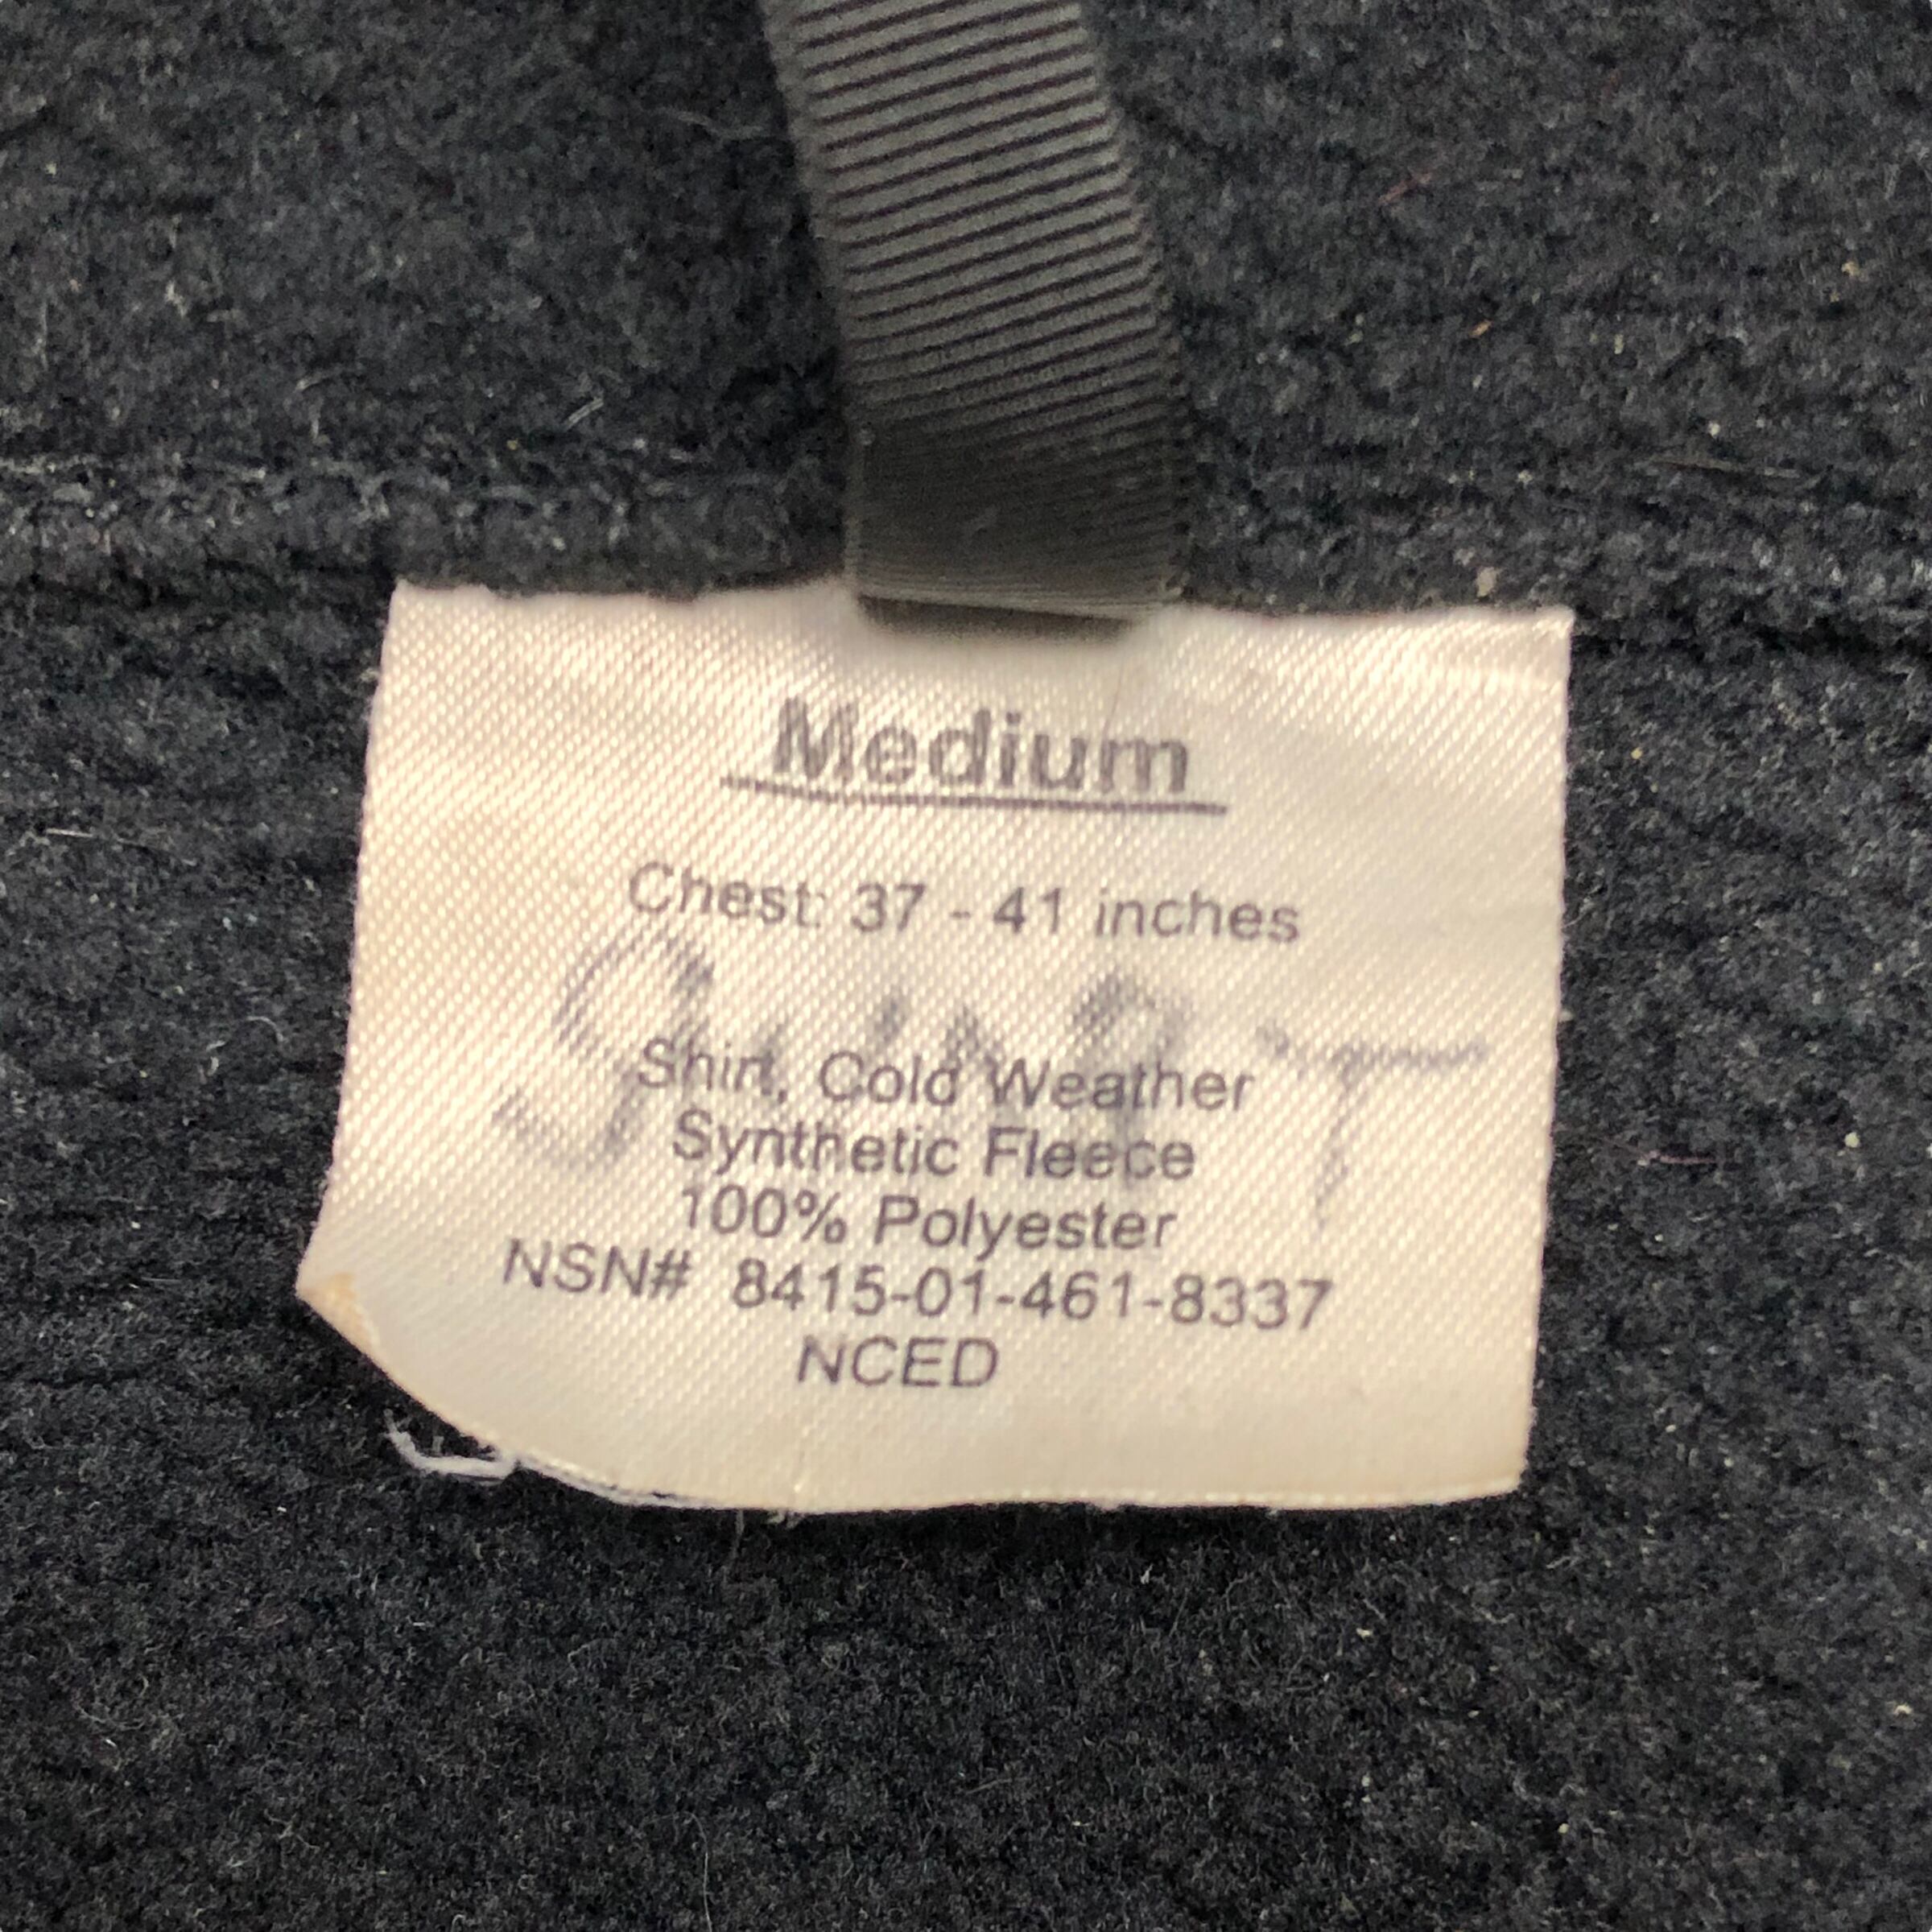 Medium
Chest: 37 - 41 inches
Shirt, Cold Weather
Synthetic Fleece
100% Polyester
NSN# 8415-01-461-8337
NCED